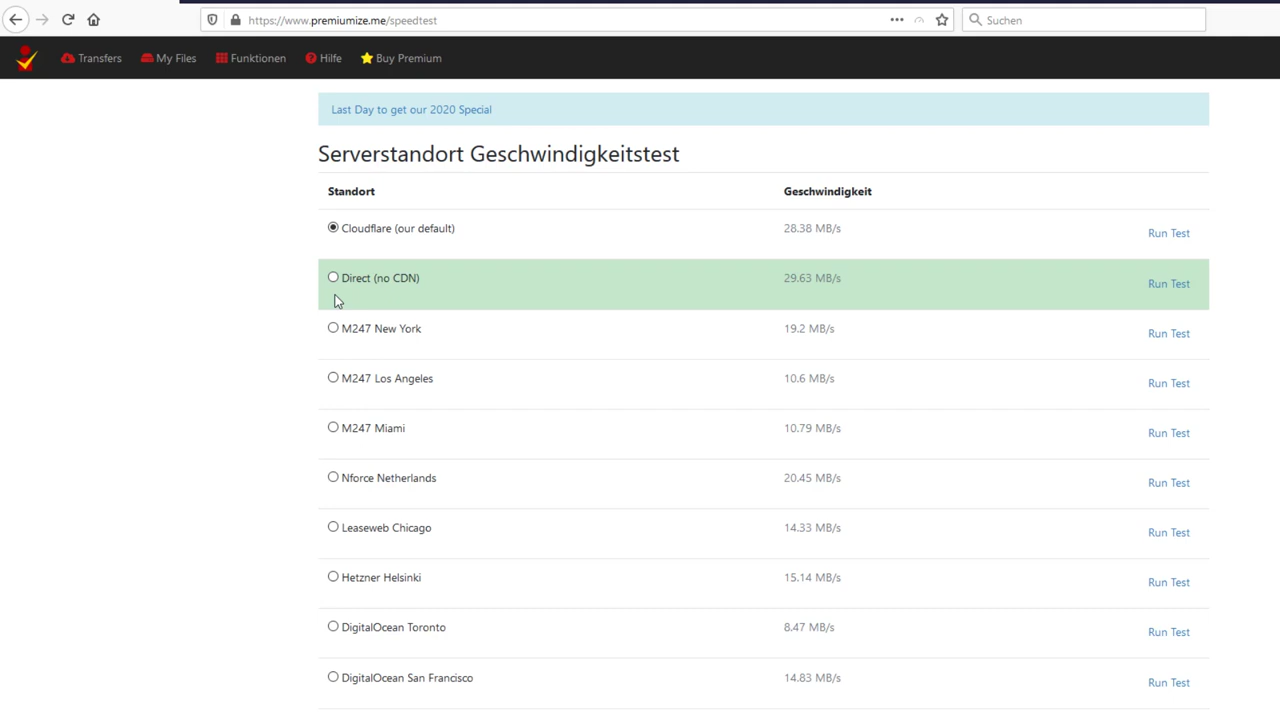 https://www.premiumize.me/speedtest
Suchen
Transfers My Files Funktionen Hilfe Buy Premium
Last Day to get our 2020 Special
Serverstandort Geschwindigkeitstest
Standort Geschwindigkeit
Cloudflare (our default) 28.38 MB/s Run Test
Direct (no CDN) 29.63 MB/s Run Test
M247 New York 19.2 MB/s Run Test
M247 Los Angeles 10.6 MB/s Run Test
M247 Miami 10.79 MB/s Run Test
Nforce Netherlands 20.45 MB/s Run Test
Leaseweb Chicago 14.33 MB/s Run Test
Hetzner Helsinki 15.14 MB/s Run Test
DigitalOcean Toronto 8.47 MB/s Run Test
DigitalOcean San Francisco 14.83 MB/s Run Test